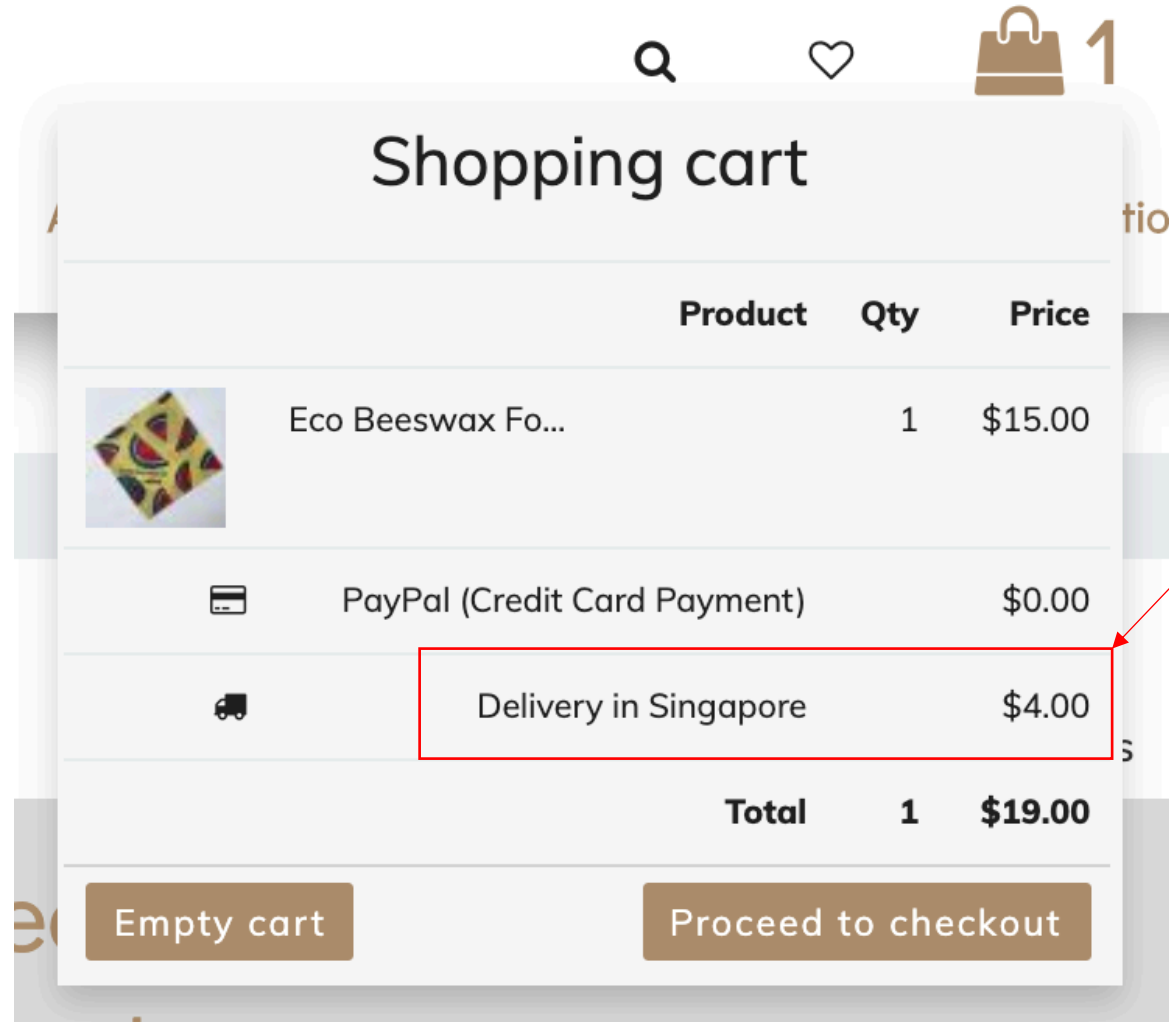 1
Shopping cart
Product Qty Price
Eco Beeswax Fo... 1 $15.00
PayPal (Credit Card Payment) $0.00
Delivery in Singapore $4.00
Total 1 $19.00
Empty cart Proceed to checkout